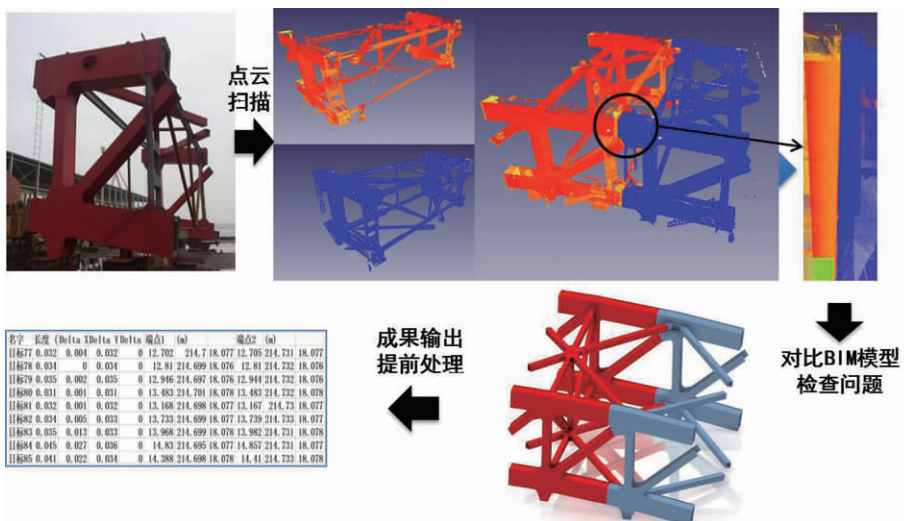 点云
扫描
对比BIM模型
检查问题
成果输出
提前处理
名字 长度 (Delta XDelta YDelta 端点1 (m) 端点2 (m)
目标77 0.032 0.004 0.032 0 12.702 214.7 18.077 12.705 214.731 18.077
目标78 0.034 0 0.034 0 12.81 214.699 18.076 12.81 214.732 18.076
目标79 0.035 0.002 0.035 0 12.946 214.697 18.076 12.944 214.732 18.076
目标80 0.031 0.001 0.031 0 13.483 214.701 18.078 13.483 214.732 18.078
目标81 0.032 0.001 0.032 0 13.168 214.698 18.077 13.167 214.73 18.077
目标82 0.034 0.005 0.033 0 13.733 214.699 18.078 13.739 214.733 18.077
目标83 0.035 0.013 0.033 0 13.968 214.699 18.078 13.982 214.731 18.078
目标84 0.045 0.027 0.036 0 14.83 214.695 18.077 14.857 214.731 18.077
目标85 0.041 0.022 0.034 0 14.388 214.698 18.078 14.41 214.733 18.078